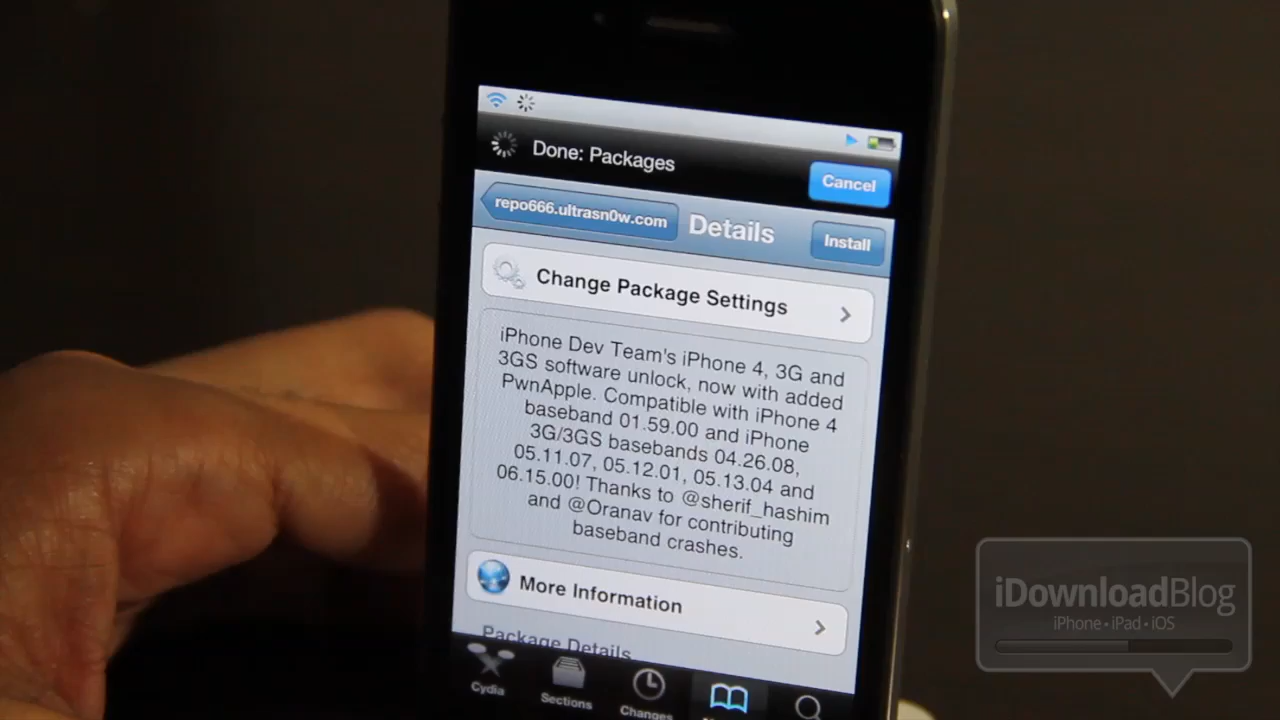 Done: Packages
Cancel
repo666.ultrasn0w.com
Details
Install
Change Package Settings
iPhone Dev Team's iPhone 4, 3G and
3GS software unlock, now with added
PwnApple. Compatible with iPhone 4
baseband 01.59.00 and iPhone
3G/3GS basebands 04.26.08,
05.11.07, 05.12.01, 05.13.04 and
06.15.00! Thanks to @sherif_hashim
and @Oranav for contributing
baseband crashes.
More Information
Package Details
Cydia
Sections
Changes
iDownloadBlog
iPhone • iPad • iOS